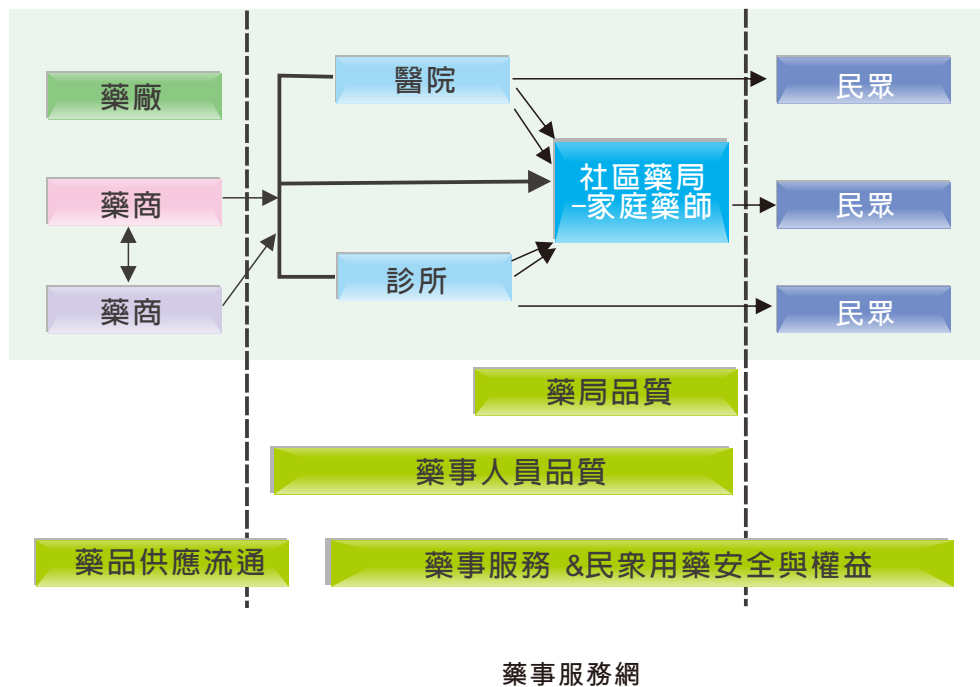 藥廠
醫院
民眾
藥商
社區藥局
-家庭藥師
民眾
藥商
診所
民眾
藥局品質
藥事人員品質
藥品供應流通
藥事服務 &民眾用藥安全與權益
藥事服務網